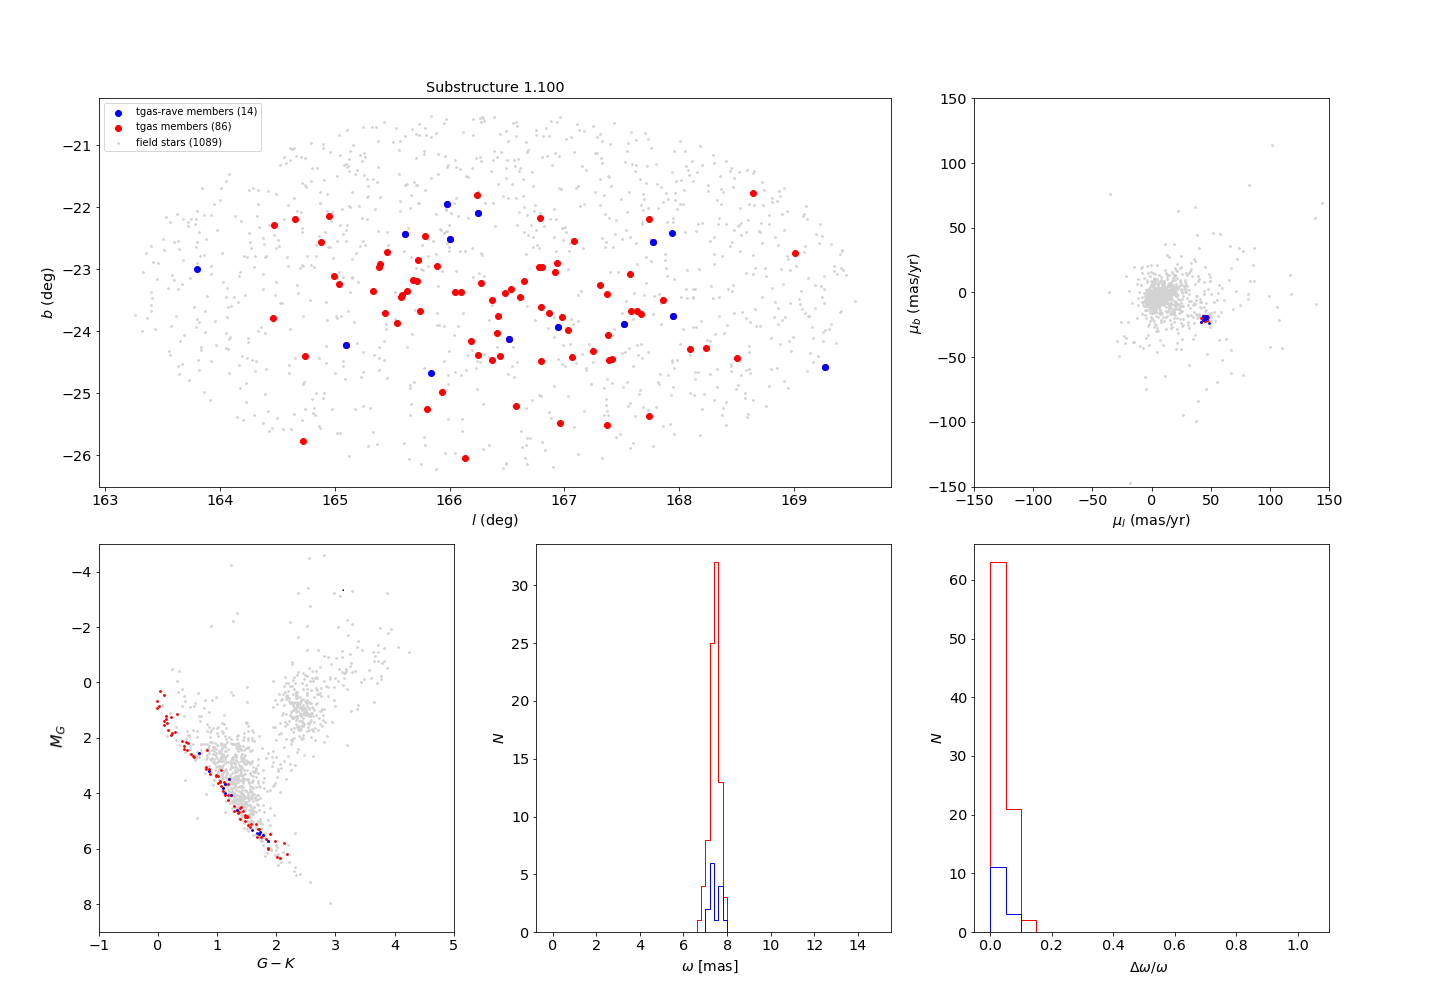 Substructure 1.100
tgas-rave members (14)
tgas members (86)
field stars (1089)
−21
−22
−23
−24
−25
−26
b (deg)
163 164 165 166 167 168 169
l (deg)
150
100
50
0
−50
−100
−150
μ_b (mas/yr)
−150 −100 −50 0 50 100 150
μ_l (mas/yr)
−4
−2
0
2
4
6
8
M_G
−1 0 1 2 3 4 5
G − K
30
25
20
15
10
5
0
N
0 2 4 6 8 10 12 14
ω [mas]
60
50
40
30
20
10
0
N
0.0 0.2 0.4 0.6 0.8 1.0
Δω/ω